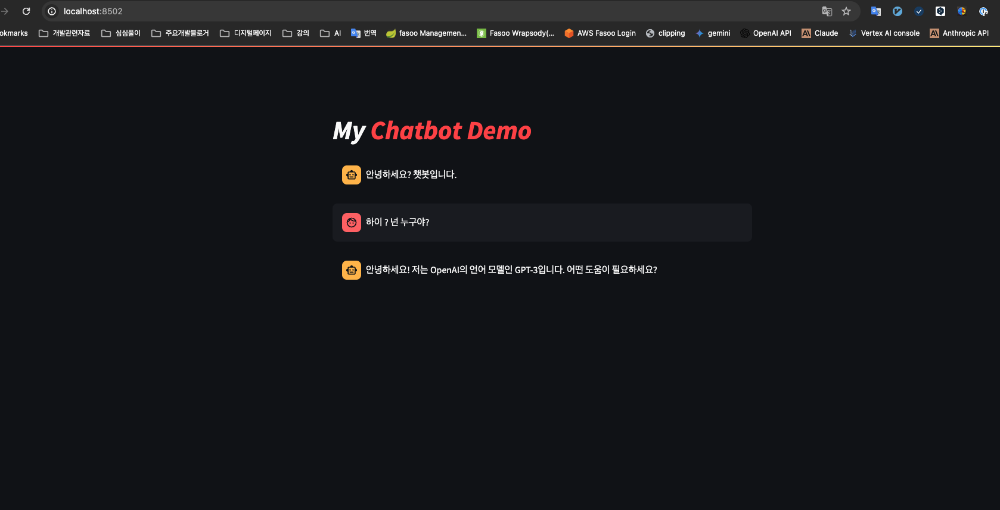 localhost:8502
okmarks 개발관련자료 심심풀이 주요개발블로거 디지털페이지 강의 AI 번역 fasoo Managemen... Fasoo Wrapsody(... AWS Fasoo Login clipping gemini OpenAI API Claude Vertex AI console Anthropic API
My Chatbot Demo
안녕하세요? 챗봇입니다.
하이 ? 넌 누구야?
안녕하세요! 저는 OpenAI의 언어 모델인 GPT-3입니다. 어떤 도움이 필요하세요?